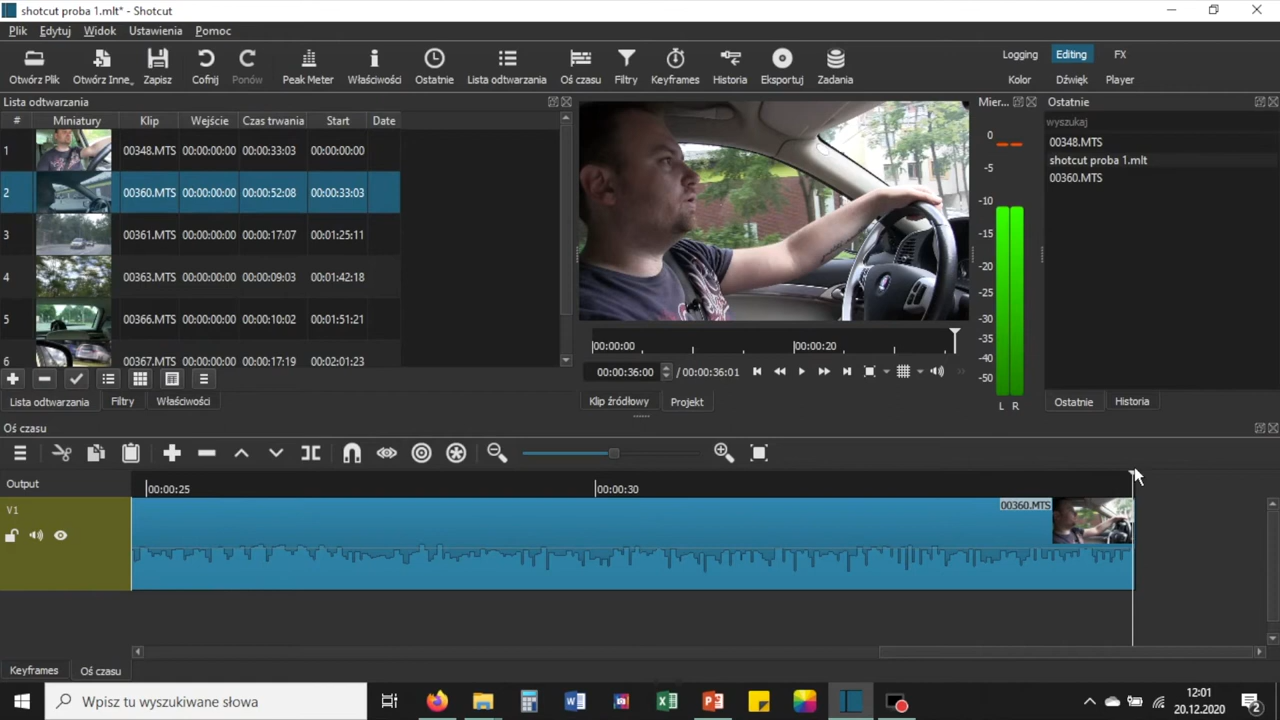 shotcut proba 1.mlt* - Shotcut
Plik Edytuj Widok Ustawienia Pomoc
Otwórz Plik Otwórz Inne... Zapisz Cofnij Ponów Peak Meter Właściwości Ostatnie Lista odtwarzania Oś czasu Filtry Keyframes Historia Eksportuj Zadania
Logging Editing FX
Kolor Dźwięk Player
Lista odtwarzania
# Miniatury Klip Wejście Czas trwania Start Date
1 00348.MTS 00:00:00:00 00:00:33:03 00:00:00:00
2 00360.MTS 00:00:00:00 00:00:52:08 00:00:33:03
3 00361.MTS 00:00:00:00 00:00:17:07 00:01:25:11
4 00363.MTS 00:00:00:00 00:00:09:03 00:01:42:18
5 00366.MTS 00:00:00:00 00:00:10:02 00:01:51:21
6 00367.MTS 00:00:00:00 00:00:17:19 00:02:01:23
Lista odtwarzania Filtry Właściwości
00:00:00 00:00:20
00:00:36:00 / 00:00:36:01
Klip źródłowy Projekt
Mier...
0
-5
-10
-15
-20
-25
-30
-35
-40
-50
L R
Ostatnie
wyszukaj
00348.MTS
shotcut proba 1.mlt
00360.MTS
Ostatnie Historia
Oś czasu
Output
00:00:25 00:00:30
V1
00360.MTS
Keyframes Oś czasu
Wpisz tu wyszukiwane słowa
12:01
20.12.2020
2